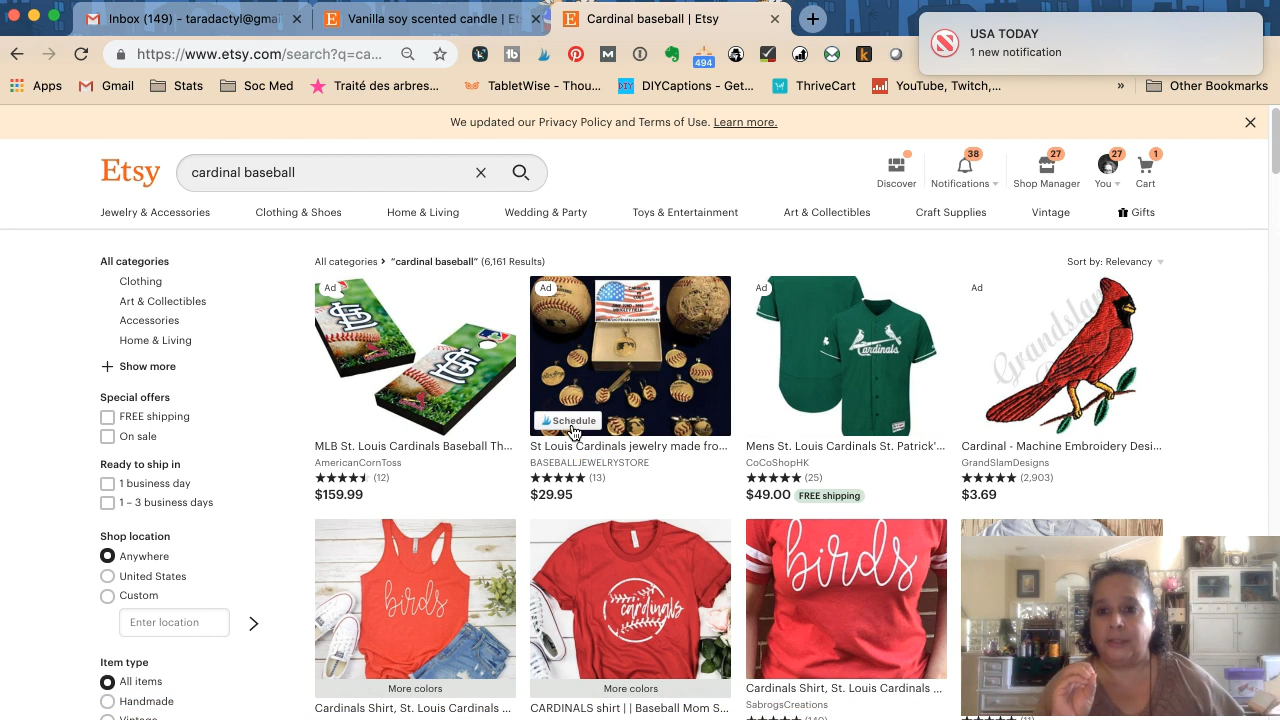 Inbox (149) - taradactyl@gmai
Vanilla soy scented candle | Et
Cardinal baseball | Etsy
USA TODAY
1 new notification
https://www.etsy.com/search?q=ca...
494
Apps
Gmail
Stats
Soc Med
Traité des arbres...
TabletWise - Thou...
DIYCaptions - Get...
ThriveCart
YouTube, Twitch,...
»
Other Bookmarks
We updated our Privacy Policy and Terms of Use. Learn more.
Etsy
cardinal baseball
38
27
27
1
Discover
Notifications
Shop Manager
You
Cart
Jewelry & Accessories
Clothing & Shoes
Home & Living
Wedding & Party
Toys & Entertainment
Art & Collectibles
Craft Supplies
Vintage
Gifts
All categories
Clothing
Art & Collectibles
Accessories
Home & Living
Show more
Special offers
FREE shipping
On sale
Ready to ship in
1 business day
1 – 3 business days
Shop location
Anywhere
United States
Custom
Enter location
Item type
All items
Handmade
Vintage
All categories > "cardinal baseball" (6,161 Results)
Sort by: Relevancy
Ad
Ad
Ad
Ad
Schedule
Cardinals
Grandslam
MLB St. Louis Cardinals Baseball Th...
AmericanCornToss
(12)
$159.99
St Louis Cardinals jewelry made fro...
BASEBALLJEWELRYSTORE
(13)
$29.95
Mens St. Louis Cardinals St. Patrick'...
CoCoShopHK
(25)
$49.00 FREE shipping
Cardinal - Machine Embroidery Desi...
GrandSlamDesigns
(2,903)
$3.69
birds
cardinals
birds
More colors
More colors
Cardinals Shirt, St. Louis Cardinals ...
CARDINALS shirt | | Baseball Mom S...
Cardinals Shirt, St. Louis Cardinals ...
SabrogsCreations
(140)
(11)